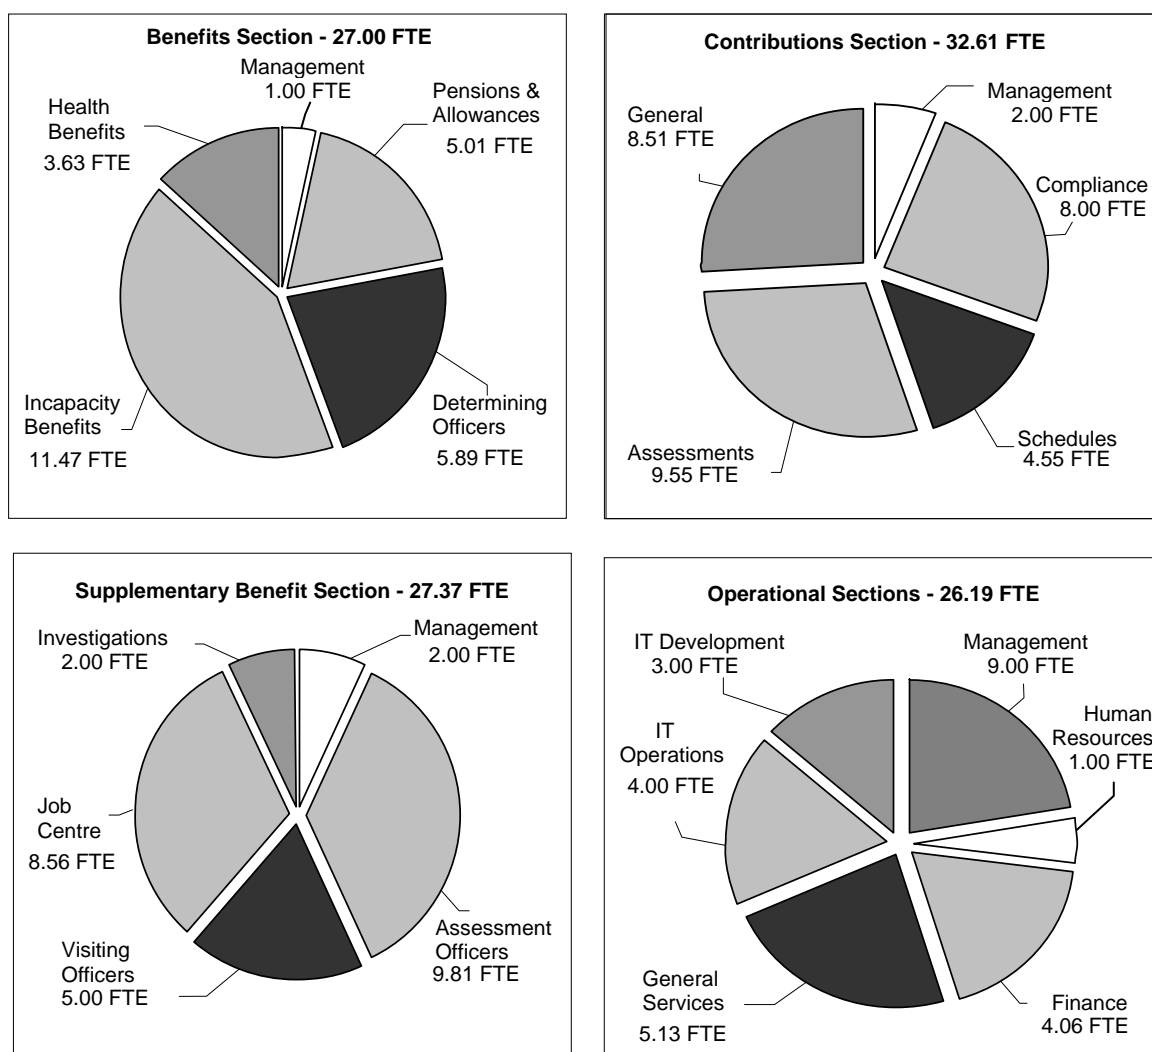 Benefits Section - 27.00 FTE
Management
1.00 FTE
Pensions &
Allowances
5.01 FTE
Health
Benefits
3.63 FTE
Incapacity
Benefits
11.47 FTE
Determining
Officers
5.89 FTE
Contributions Section - 32.61 FTE
Management
2.00 FTE
General
8.51 FTE
Compliance
8.00 FTE
Assessments
9.55 FTE
Schedules
4.55 FTE
Supplementary Benefit Section - 27.37 FTE
Investigations
2.00 FTE
Management
2.00 FTE
Job
Centre
8.56 FTE
Visiting
Officers
5.00 FTE
Assessment
Officers
9.81 FTE
Operational Sections - 26.19 FTE
IT Development
3.00 FTE
Management
9.00 FTE
Human
Resources
1.00 FTE
IT
Operations
4.00 FTE
General
Services
5.13 FTE
Finance
4.06 FTE